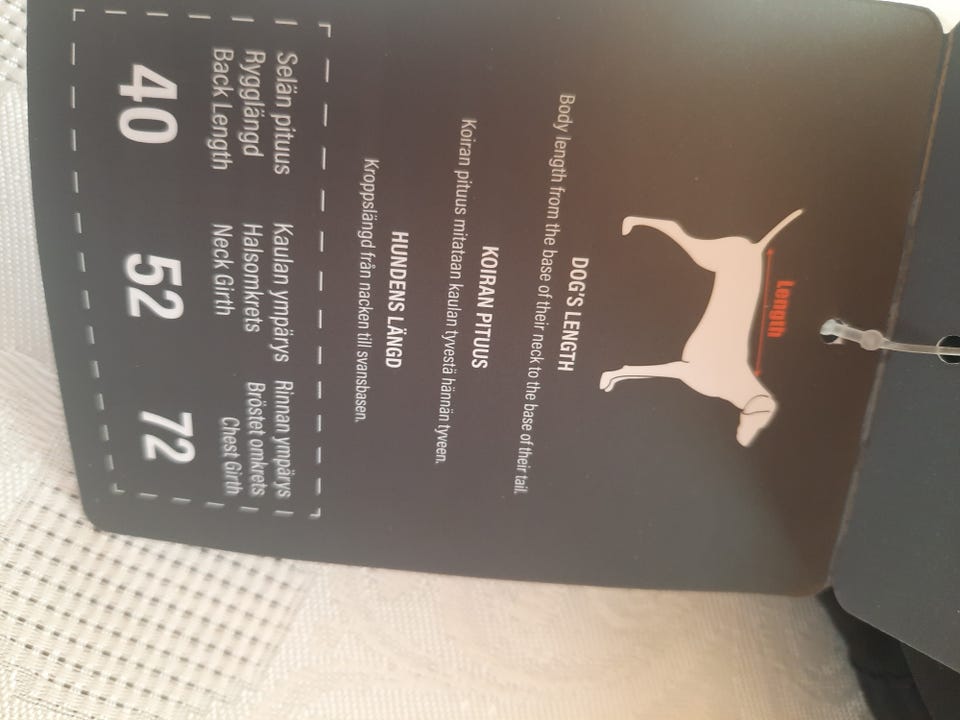 Length
DOG'S LENGTH
Body length from the base of their neck to the base of their tail.
KOIRAN PITUUS
Koiran pituus mitataan kaulan tyvestä hännän tyveen.
HUNDENS LÄNGD
Kroppslängd från nacken till svansbasen.
Selän pituus Kaulan ympärys Rinnan ympärys
Rygglängd Halsomkrets Bröstet omkrets
Back Length Neck Girth Chest Girth
40 52 72